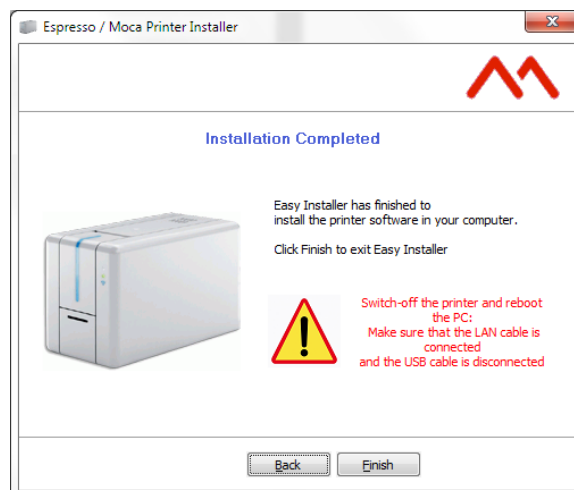 Espresso / Moca Printer Installer
Installation Completed
Easy Installer has finished to
install the printer software in your computer.
Click Finish to exit Easy Installer
Switch-off the printer and reboot
the PC:
Make sure that the LAN cable is
connected
and the USB cable is disconnected
Back
Finish